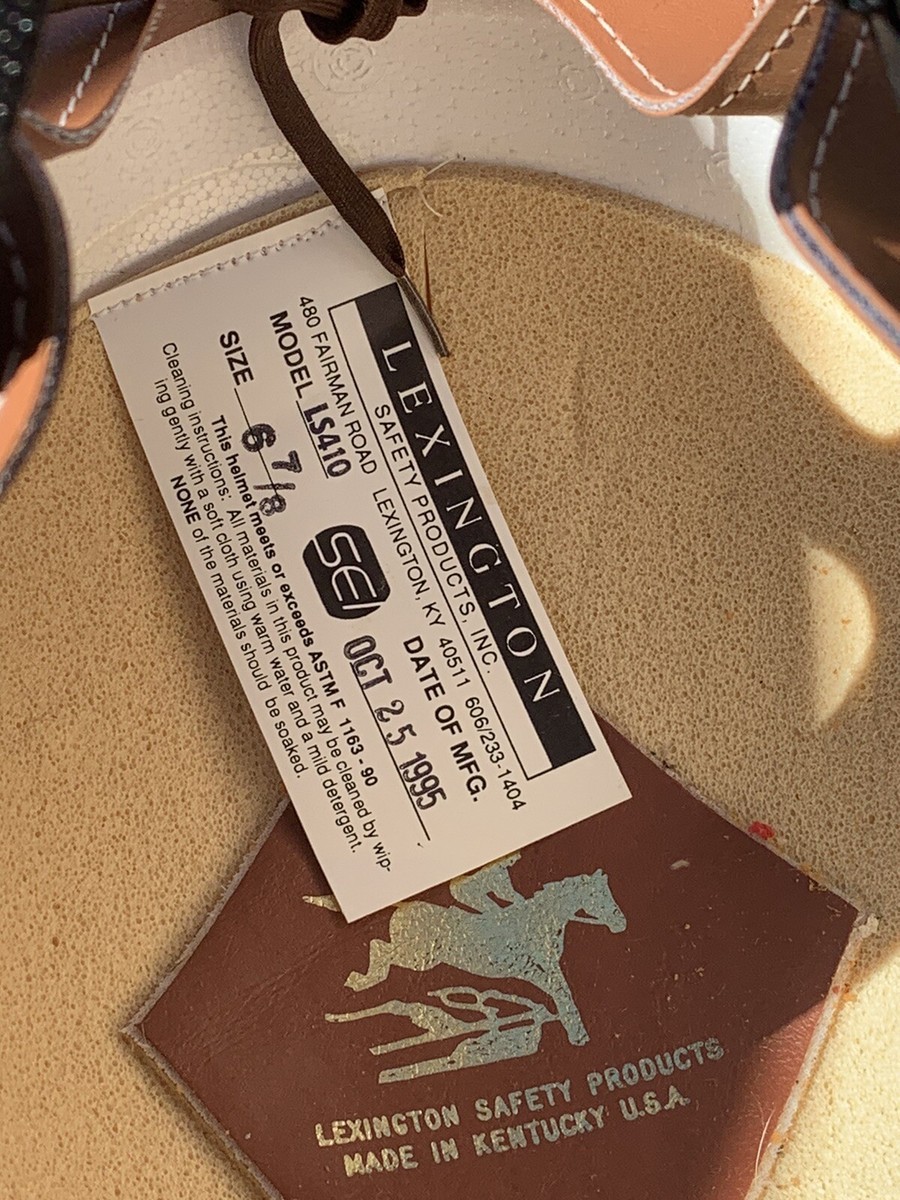 LEXINGTON
SAFETY PRODUCTS, INC.
480 FAIRMAN ROAD LEXINGTON, KY 40511 606/233-1404
MODEL LS410 SEI DATE OF MFG.
SIZE 6 7/8 OCT 25 1995
This helmet meets or exceeds ASTM F 1163 - 90
Cleaning instructions: All materials in this product may be cleaned by wip-
ing gently with a soft cloth using warm water and a mild detergent.
NONE of the materials should be soaked.
LEXINGTON SAFETY PRODUCTS
MADE IN KENTUCKY U.S.A.